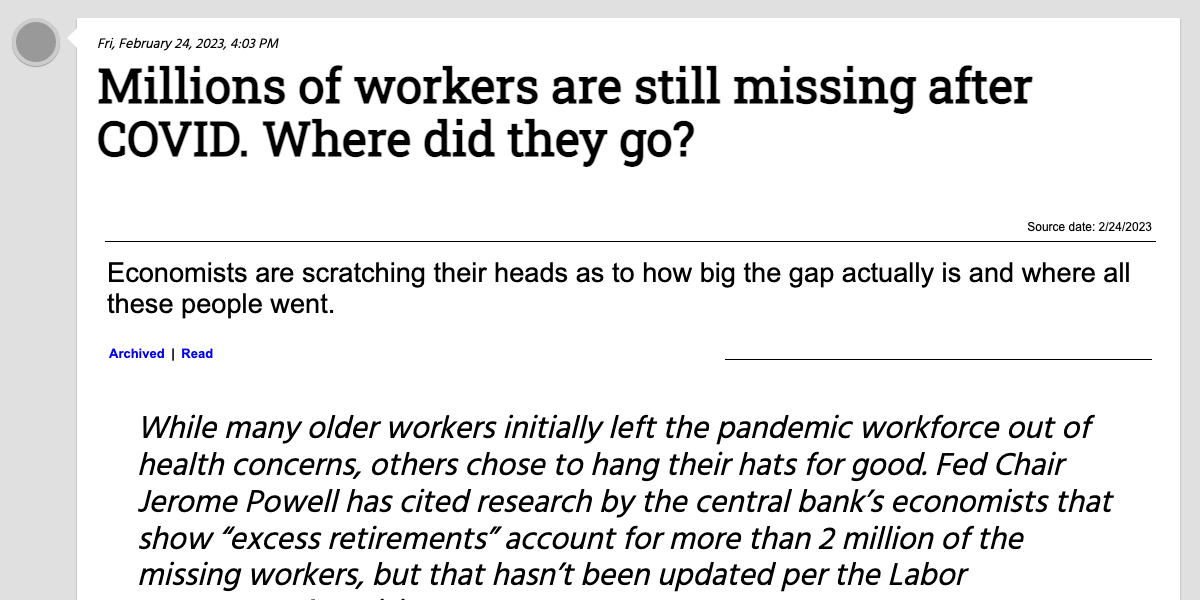 Fri, February 24, 2023, 4:03 PM
Millions of workers are still missing after
COVID. Where did they go?
Source date: 2/24/2023
Economists are scratching their heads as to how big the gap actually is and where all
these people went.
Archived | Read
While many older workers initially left the pandemic workforce out of
health concerns, others chose to hang their hats for good. Fed Chair
Jerome Powell has cited research by the central bank’s economists that
show “excess retirements” account for more than 2 million of the
missing workers, but that hasn’t been updated per the Labor